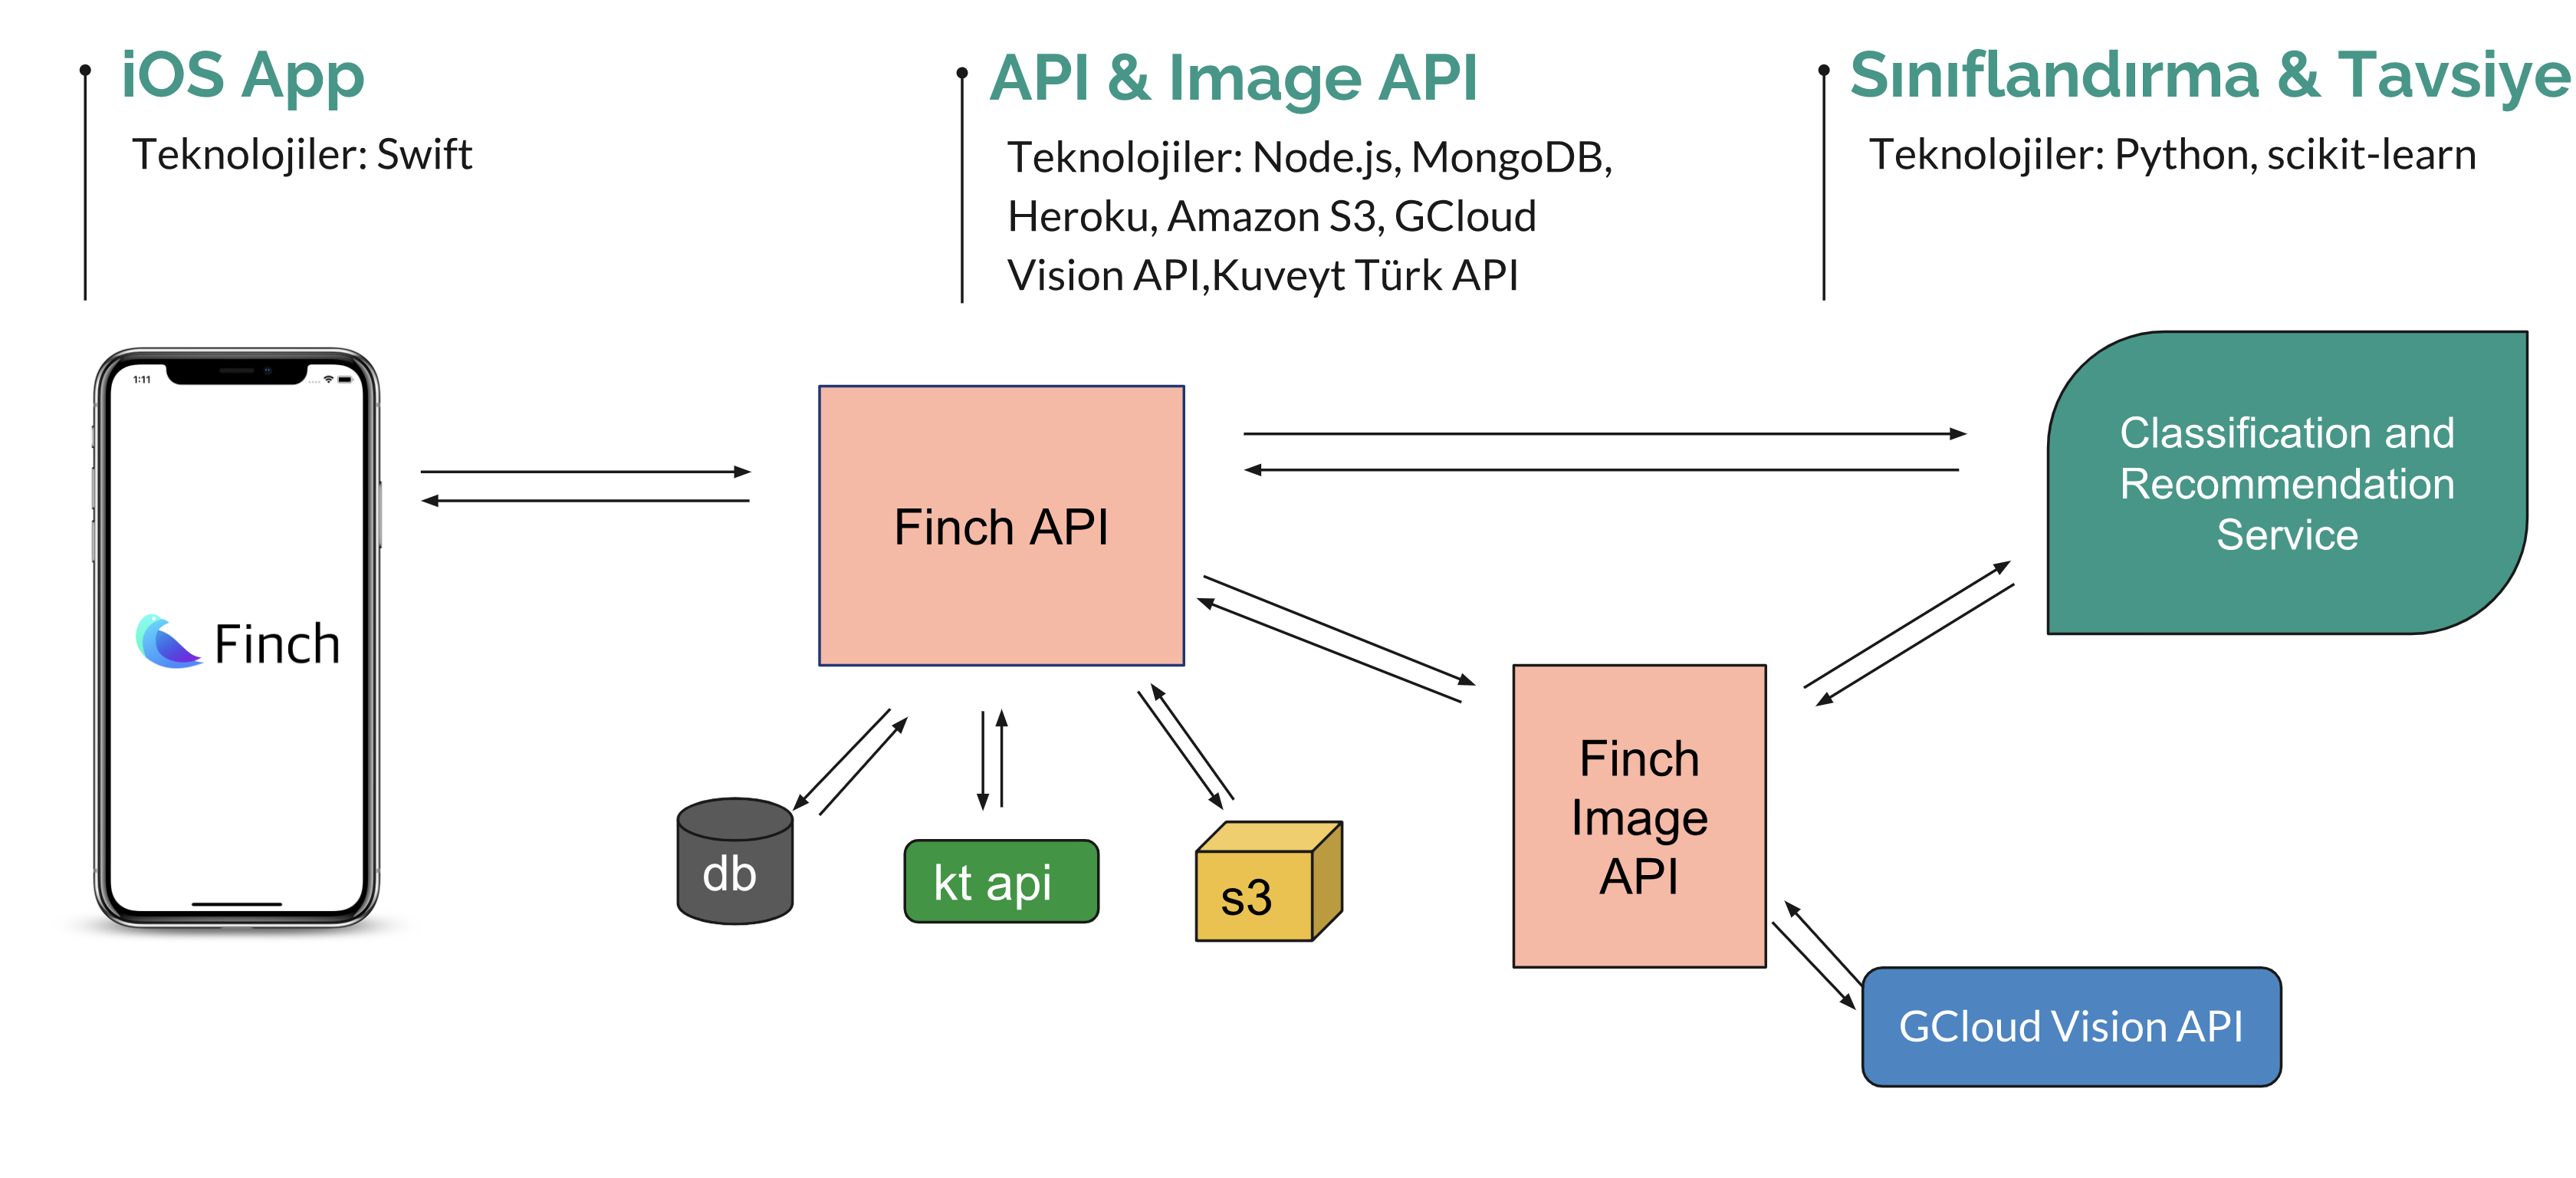 iOS App
Teknolojiler: Swift
API & Image API
Teknolojiler: Node.js, MongoDB,
Heroku, Amazon S3, GCloud
Vision API,Kuveyt Türk API
Sınıflandırma & Tavsiye
Teknolojiler: Python, scikit-learn
1:11
Finch
Finch API
Classification and
Recommendation
Service
db
kt api
s3
Finch
Image
API
GCloud Vision API